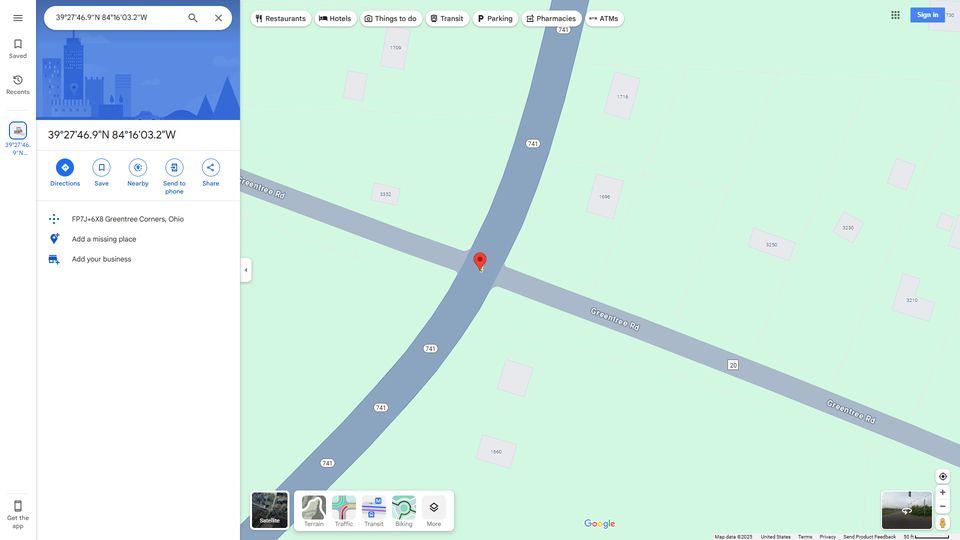 39°27'46.9"N 84°16'03.2"W
Saved
Recents
39°27'46.
9"N...
Get the
app
39°27'46.9"N 84°16'03.2"W
Directions
Save
Nearby
Send to
phone
Share
FP7J+6X8 Greentree Corners, Ohio
Add a missing place
Add your business
Restaurants
Hotels
Things to do
Transit
Parking
Pharmacies
ATMs
Sign in
741
1709
1716
741
3352
1696
Greentree Rd
3250
3230
3210
Greentree Rd
741
20
741
Greentree Rd
1660
741
Satellite
Terrain
Traffic
Transit
Biking
More
Google
Map data ©2025
United States
Terms
Privacy
Send Product Feedback
50 ft